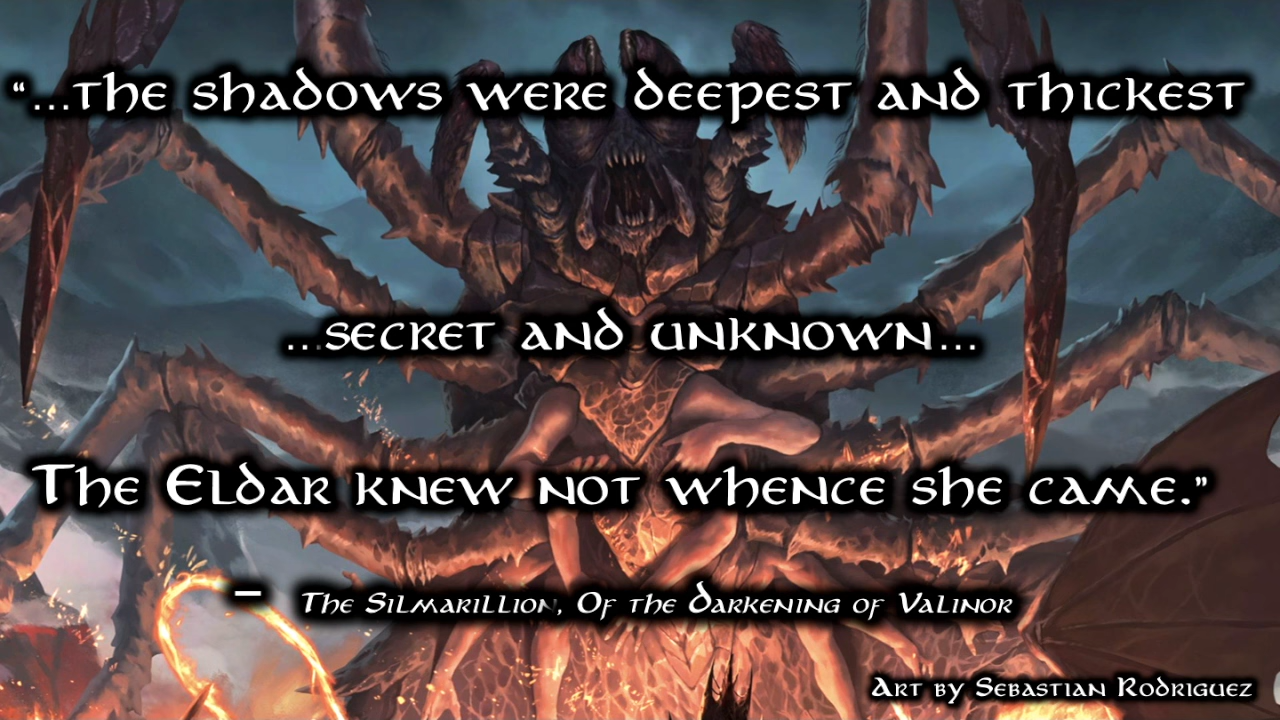 "...the shadows were deepest and thickest
...secret and unknown...
The Eldar knew not whence she came."
- The Silmarillion, Of the Darkening of Valinor
Art by Sebastian Rodriguez